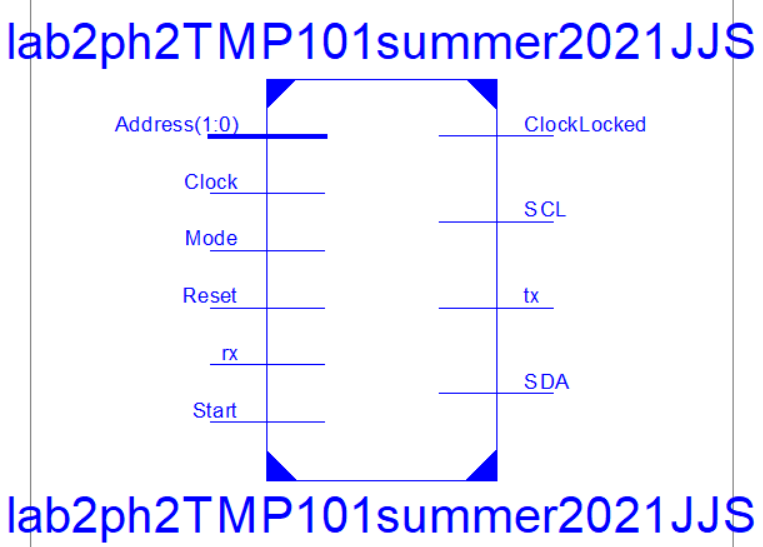 lab2ph2TMP101summer2021JJS
Address(1:0)
ClockLocked
Clock
SCL
Mode
Reset
tx
rx
SDA
Start
lab2ph2TMP101summer2021JJS